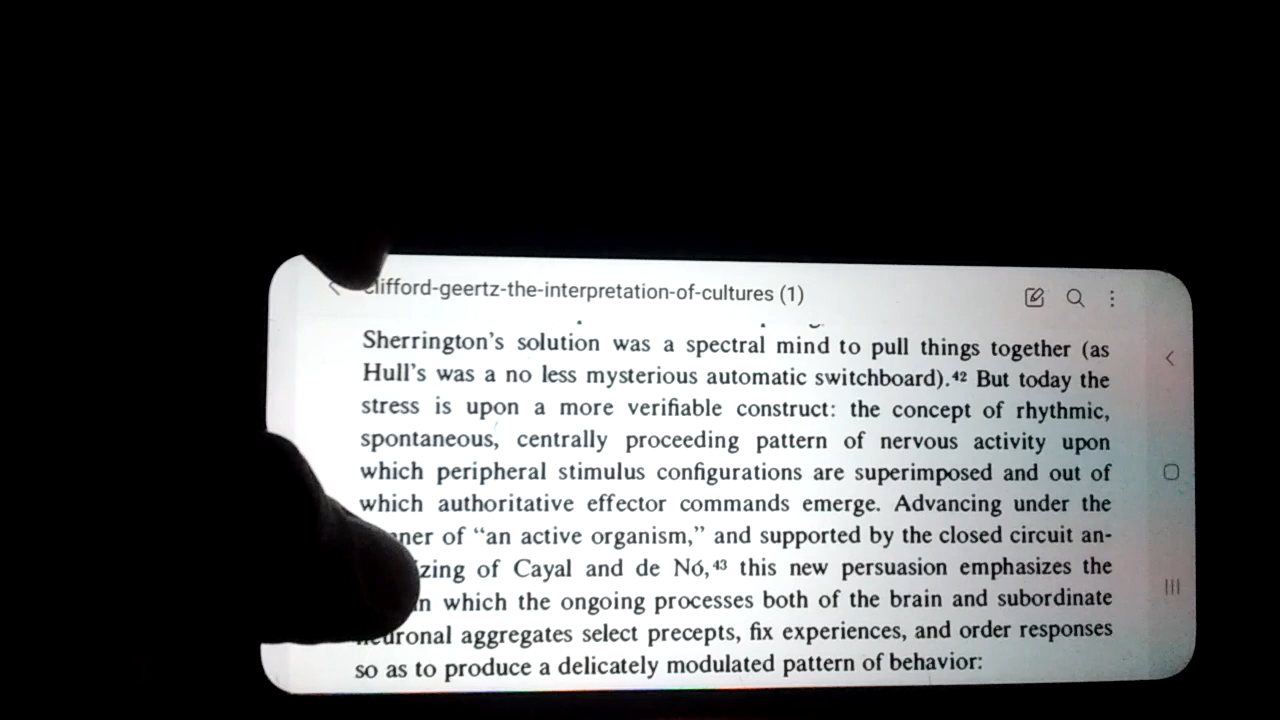 lifford-geertz-the-interpretation-of-cultures (1)
Sherrington's solution was a spectral mind to pull things together (as
Hull's was a no less mysterious automatic switchboard).⁴² But today the
stress is upon a more verifiable construct: the concept of rhythmic,
spontaneous, centrally proceeding pattern of nervous activity upon
which peripheral stimulus configurations are superimposed and out of
which authoritative effector commands emerge. Advancing under the
of "an active organism," and supported by the closed circuit an-
of Cayal and de Nó,⁴³ this new persuasion emphasizes the
which the ongoing processes both of the brain and subordinate
neuronal aggregates select precepts, fix experiences, and order responses
so as to produce a delicately modulated pattern of behavior: